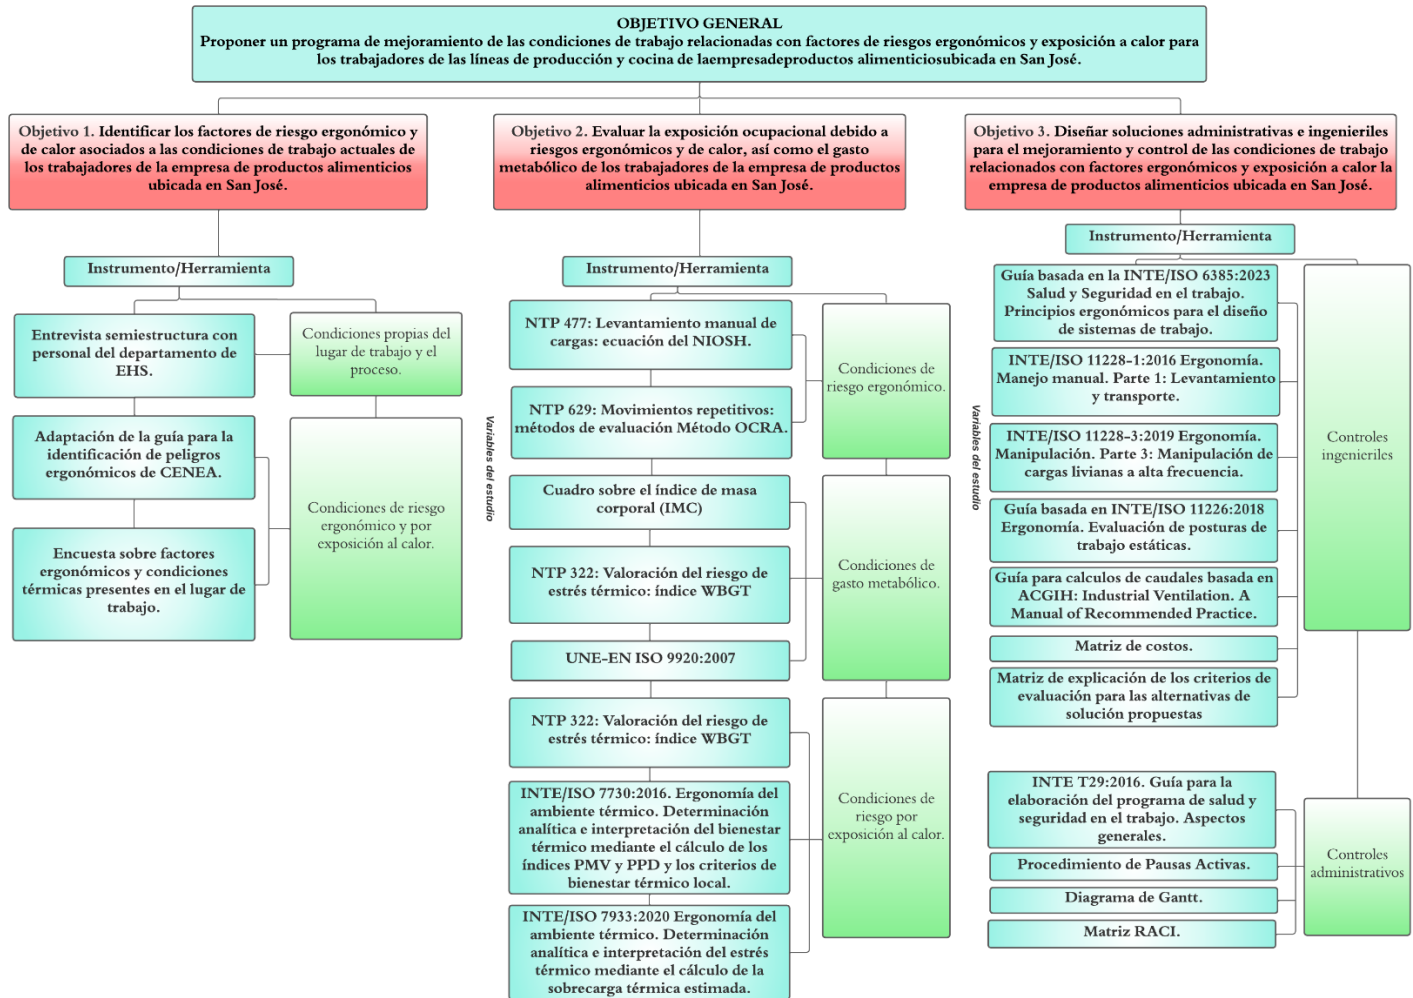 OBJETIVO GENERAL
Proponer un programa de mejoramiento de las condiciones de trabajo relacionadas con factores de riesgos ergonómicos y exposición a calor para
los trabajadores de las líneas de producción y cocina de laempresadeproductos alimenticiosubicada en San José.
Objetivo 1. Identificar los factores de riesgo ergonómico y
de calor asociados a las condiciones de trabajo actuales de
los trabajadores de la empresa de productos alimenticios
ubicada en San José.
Instrumento/Herramienta
Entrevista semiestructura con
personal del departamento de
EHS.
Condiciones propias del
lugar de trabajo y el
proceso.
Adaptación de la guía para la
identificación de peligros
ergonómicos de CENEA.
Encuesta sobre factores
ergonómicos y condiciones
térmicas presentes en el lugar de
trabajo.
Condiciones de riesgo
ergonómico y por
exposición al calor.
Objetivo 2. Evaluar la exposición ocupacional debido a
riesgos ergonómicos y de calor, así como el gasto
metabólico de los trabajadores de la empresa de productos
alimenticios ubicada en San José.
Instrumento/Herramienta
Variables del estudio
NTP 477: Levantamiento manual de
cargas: ecuación del NIOSH.
NTP 629: Movimientos repetitivos:
métodos de evaluación Método OCRA.
Condiciones de
riesgo ergonómico.
Cuadro sobre el índice de masa
corporal (IMC)
NTP 322: Valoración del riesgo de
estrés térmico: índice WBGT
UNE-EN ISO 9920:2007
Condiciones de
gasto metabólico.
NTP 322: Valoración del riesgo de
estrés térmico: índice WBGT
INTE/ISO 7730:2016. Ergonomía del
ambiente térmico. Determinación
analítica e interpretación del bienestar
térmico mediante el cálculo de los
índices PMV y PPD y los criterios de
bienestar térmico local.
INTE/ISO 7933:2020 Ergonomía del
ambiente térmico. Determinación
analítica e interpretación del estrés
térmico mediante el cálculo de la
sobrecarga térmica estimada.
Condiciones de
riesgo por
exposición al calor.
Objetivo 3. Diseñar soluciones administrativas e ingenieriles
para el mejoramiento y control de las condiciones de trabajo
relacionados con factores ergonómicos y exposición a calor la
empresa de productos alimenticios ubicada en San José.
Instrumento/Herramienta
Variables del estudio
Guía basada en la INTE/ISO 6385:2023
Salud y Seguridad en el trabajo.
Principios ergonómicos para el diseño
de sistemas de trabajo.
INTE/ISO 11228-1:2016 Ergonomía.
Manejo manual. Parte 1: Levantamiento
y transporte.
INTE/ISO 11228-3:2019 Ergonomía.
Manipulación. Parte 3: Manipulación de
cargas livianas a alta frecuencia.
Guía basada en INTE/ISO 11226:2018
Ergonomía. Evaluación de posturas de
trabajo estáticas.
Guía para calculos de caudales basada en
ACGIH: Industrial Ventilation. A
Manual of Recommended Practice.
Matriz de costos.
Matriz de explicación de los criterios de
evaluación para las alternativas de
solución propuestas
Controles
ingenieriles
INTE T29:2016. Guía para la
elaboración del programa de salud y
seguridad en el trabajo. Aspectos
generales.
Procedimiento de Pausas Activas.
Diagrama de Gantt.
Matriz RACI.
Controles
administrativos